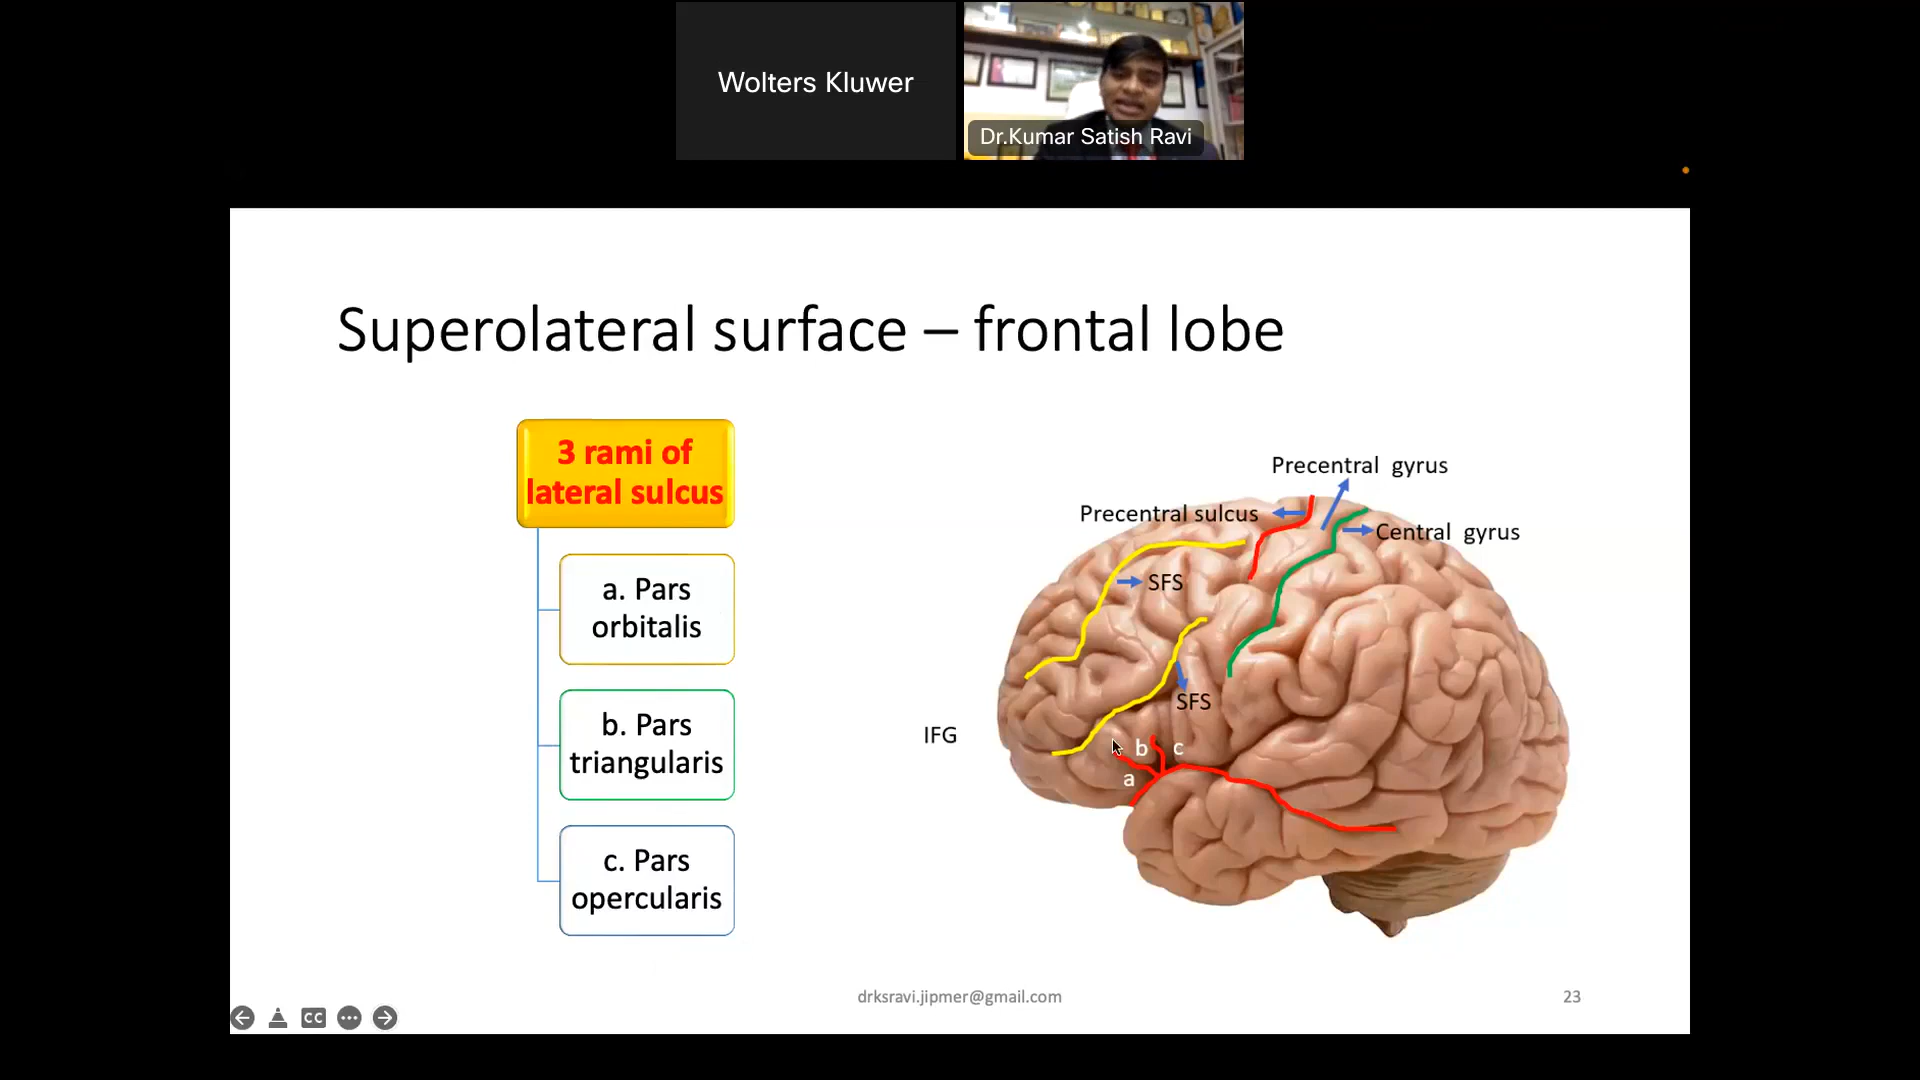 Wolters Kluwer
Dr.Kumar Satish Ravi
Superolateral surface – frontal lobe
3 rami of
lateral sulcus
a. Pars
orbitalis
b. Pars
triangularis
c. Pars
opercularis
Precentral gyrus
Precentral sulcus
Central gyrus
SFS
SFS
IFG
b
c
a
drksravi.jipmer@gmail.com
23
CC